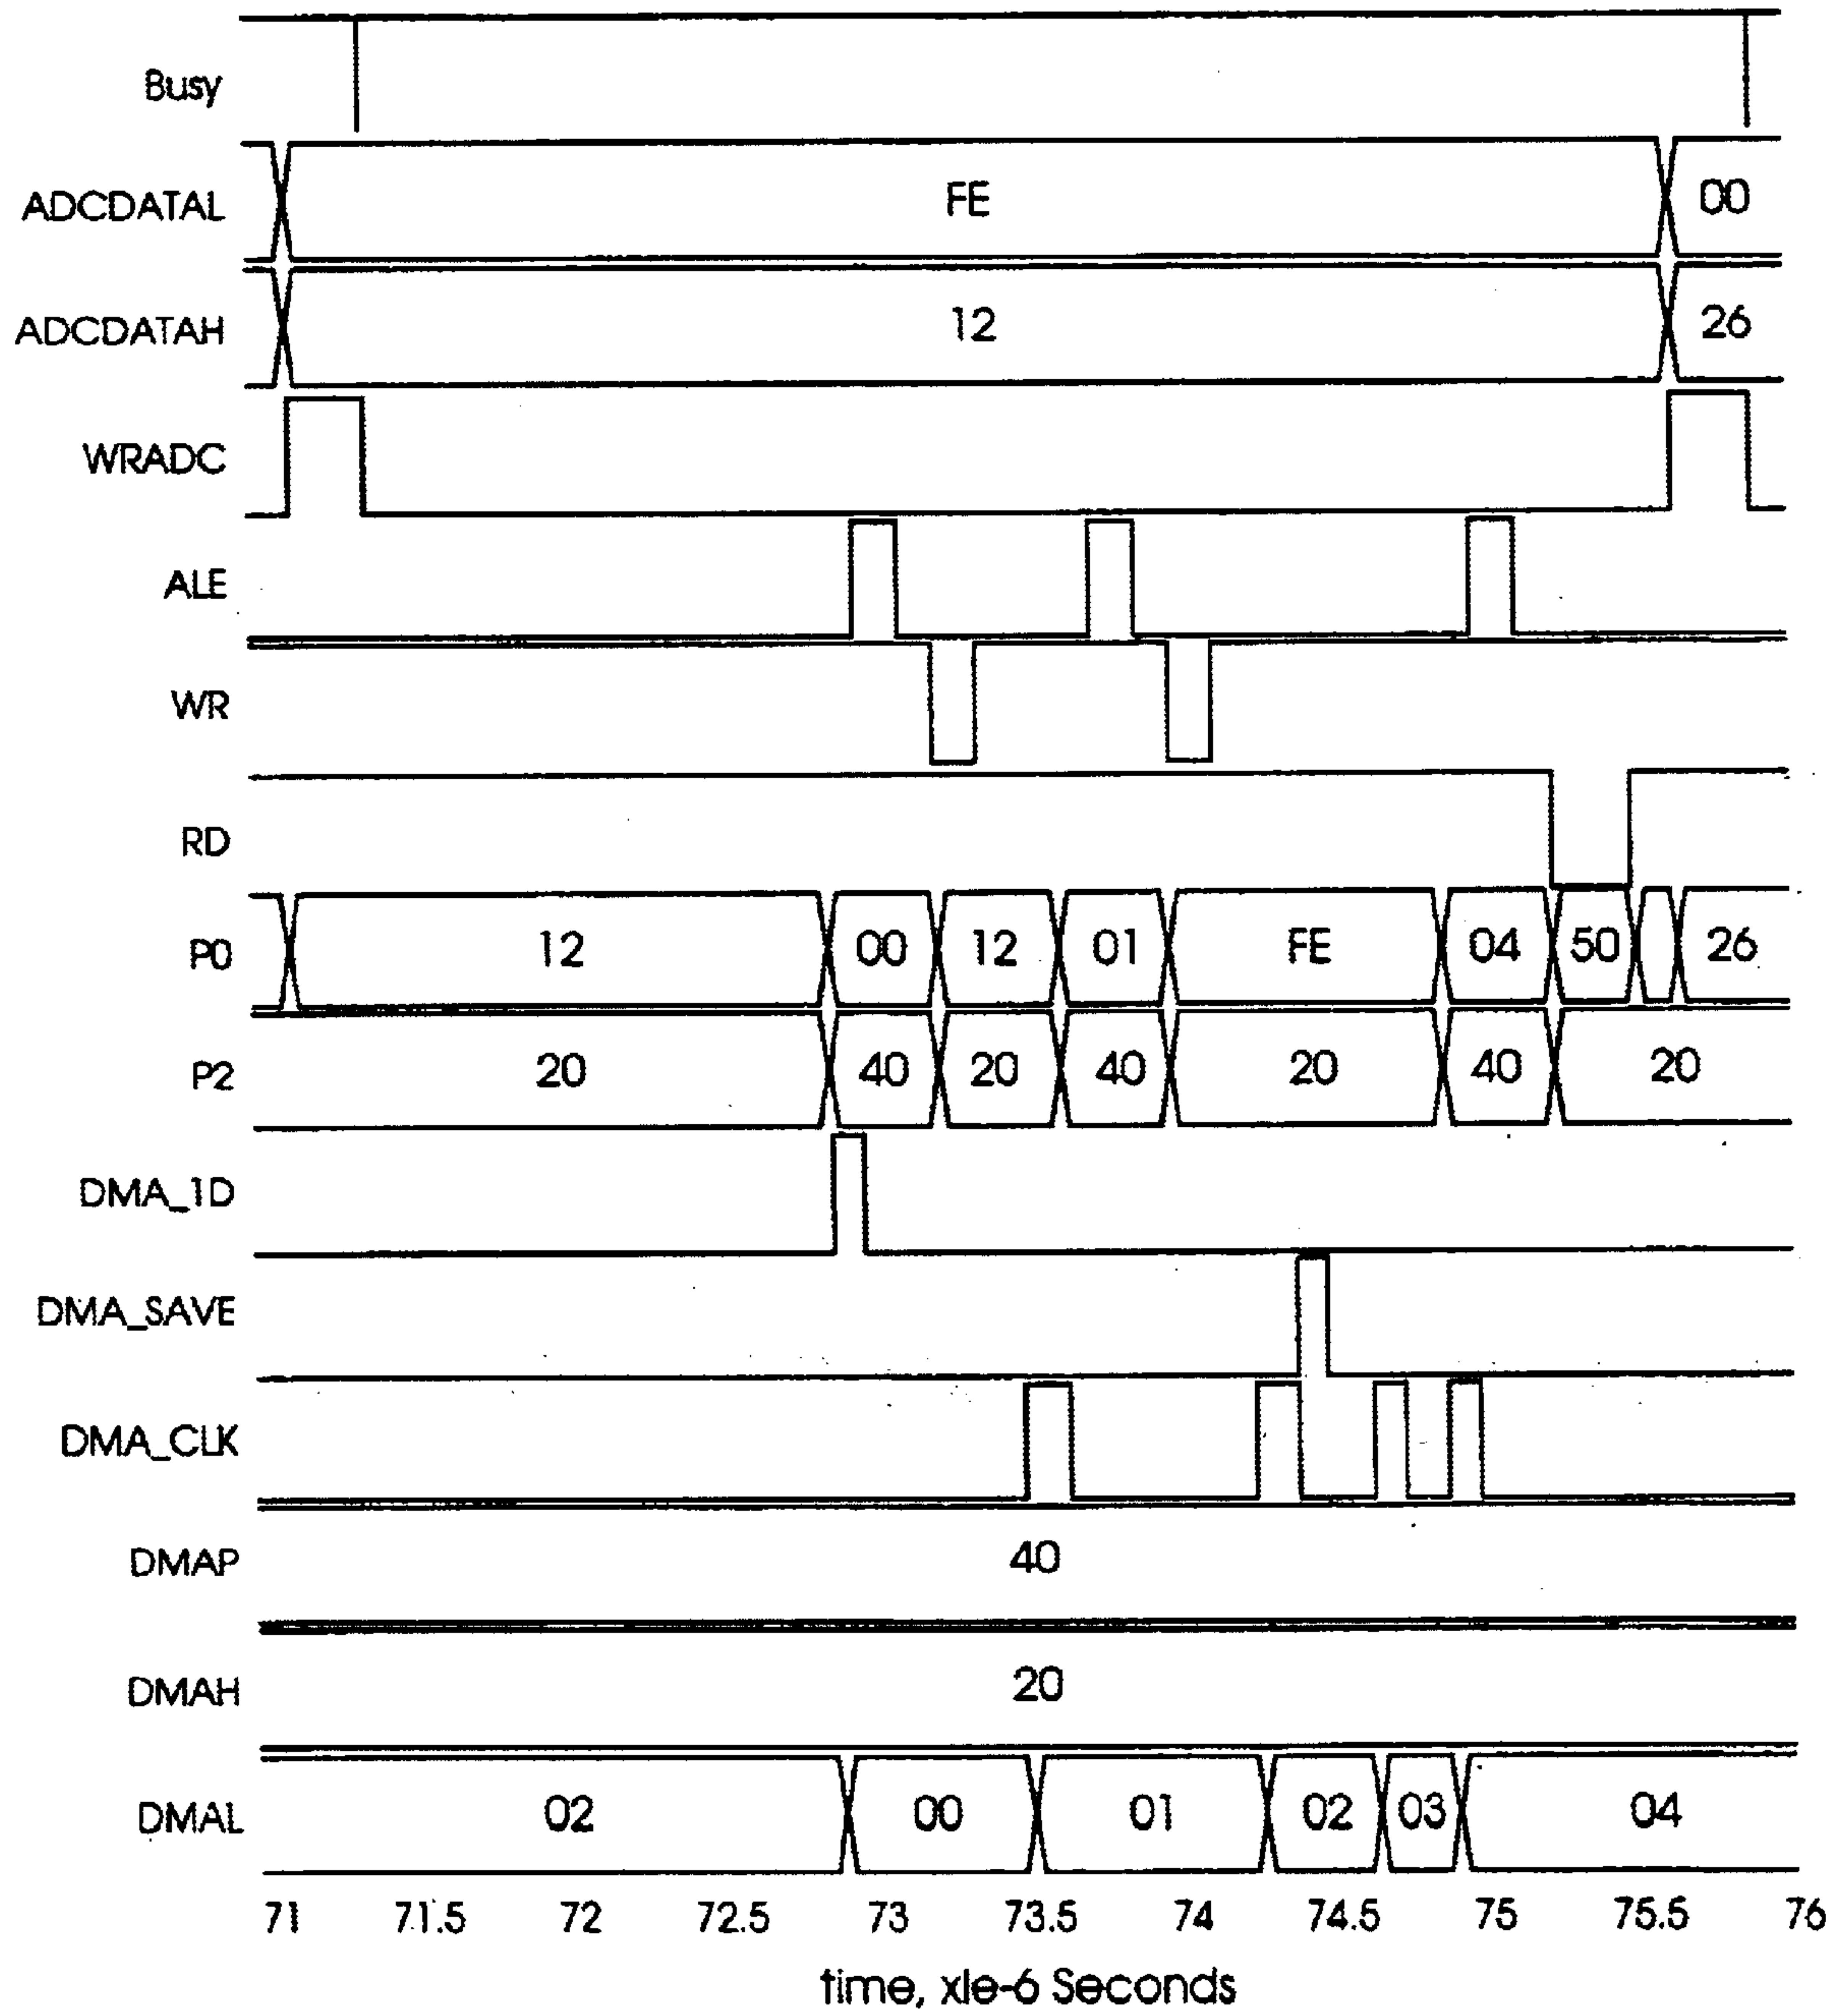 Busy
ADCDATAL FE 00
ADCDATAH 12 26
WRADC
ALE
WR
RD
P0 12 00 12 01 FE 04 50 26
P2 20 40 20 40 20 40 20
DMA_1D
DMA_SAVE
DMA_CLK
DMAP 40
DMAH 20
DMAL 02 00 01 02 03 04
71 71.5 72 72.5 73 73.5 74 74.5 75 75.5 76
time, xle-6 Seconds